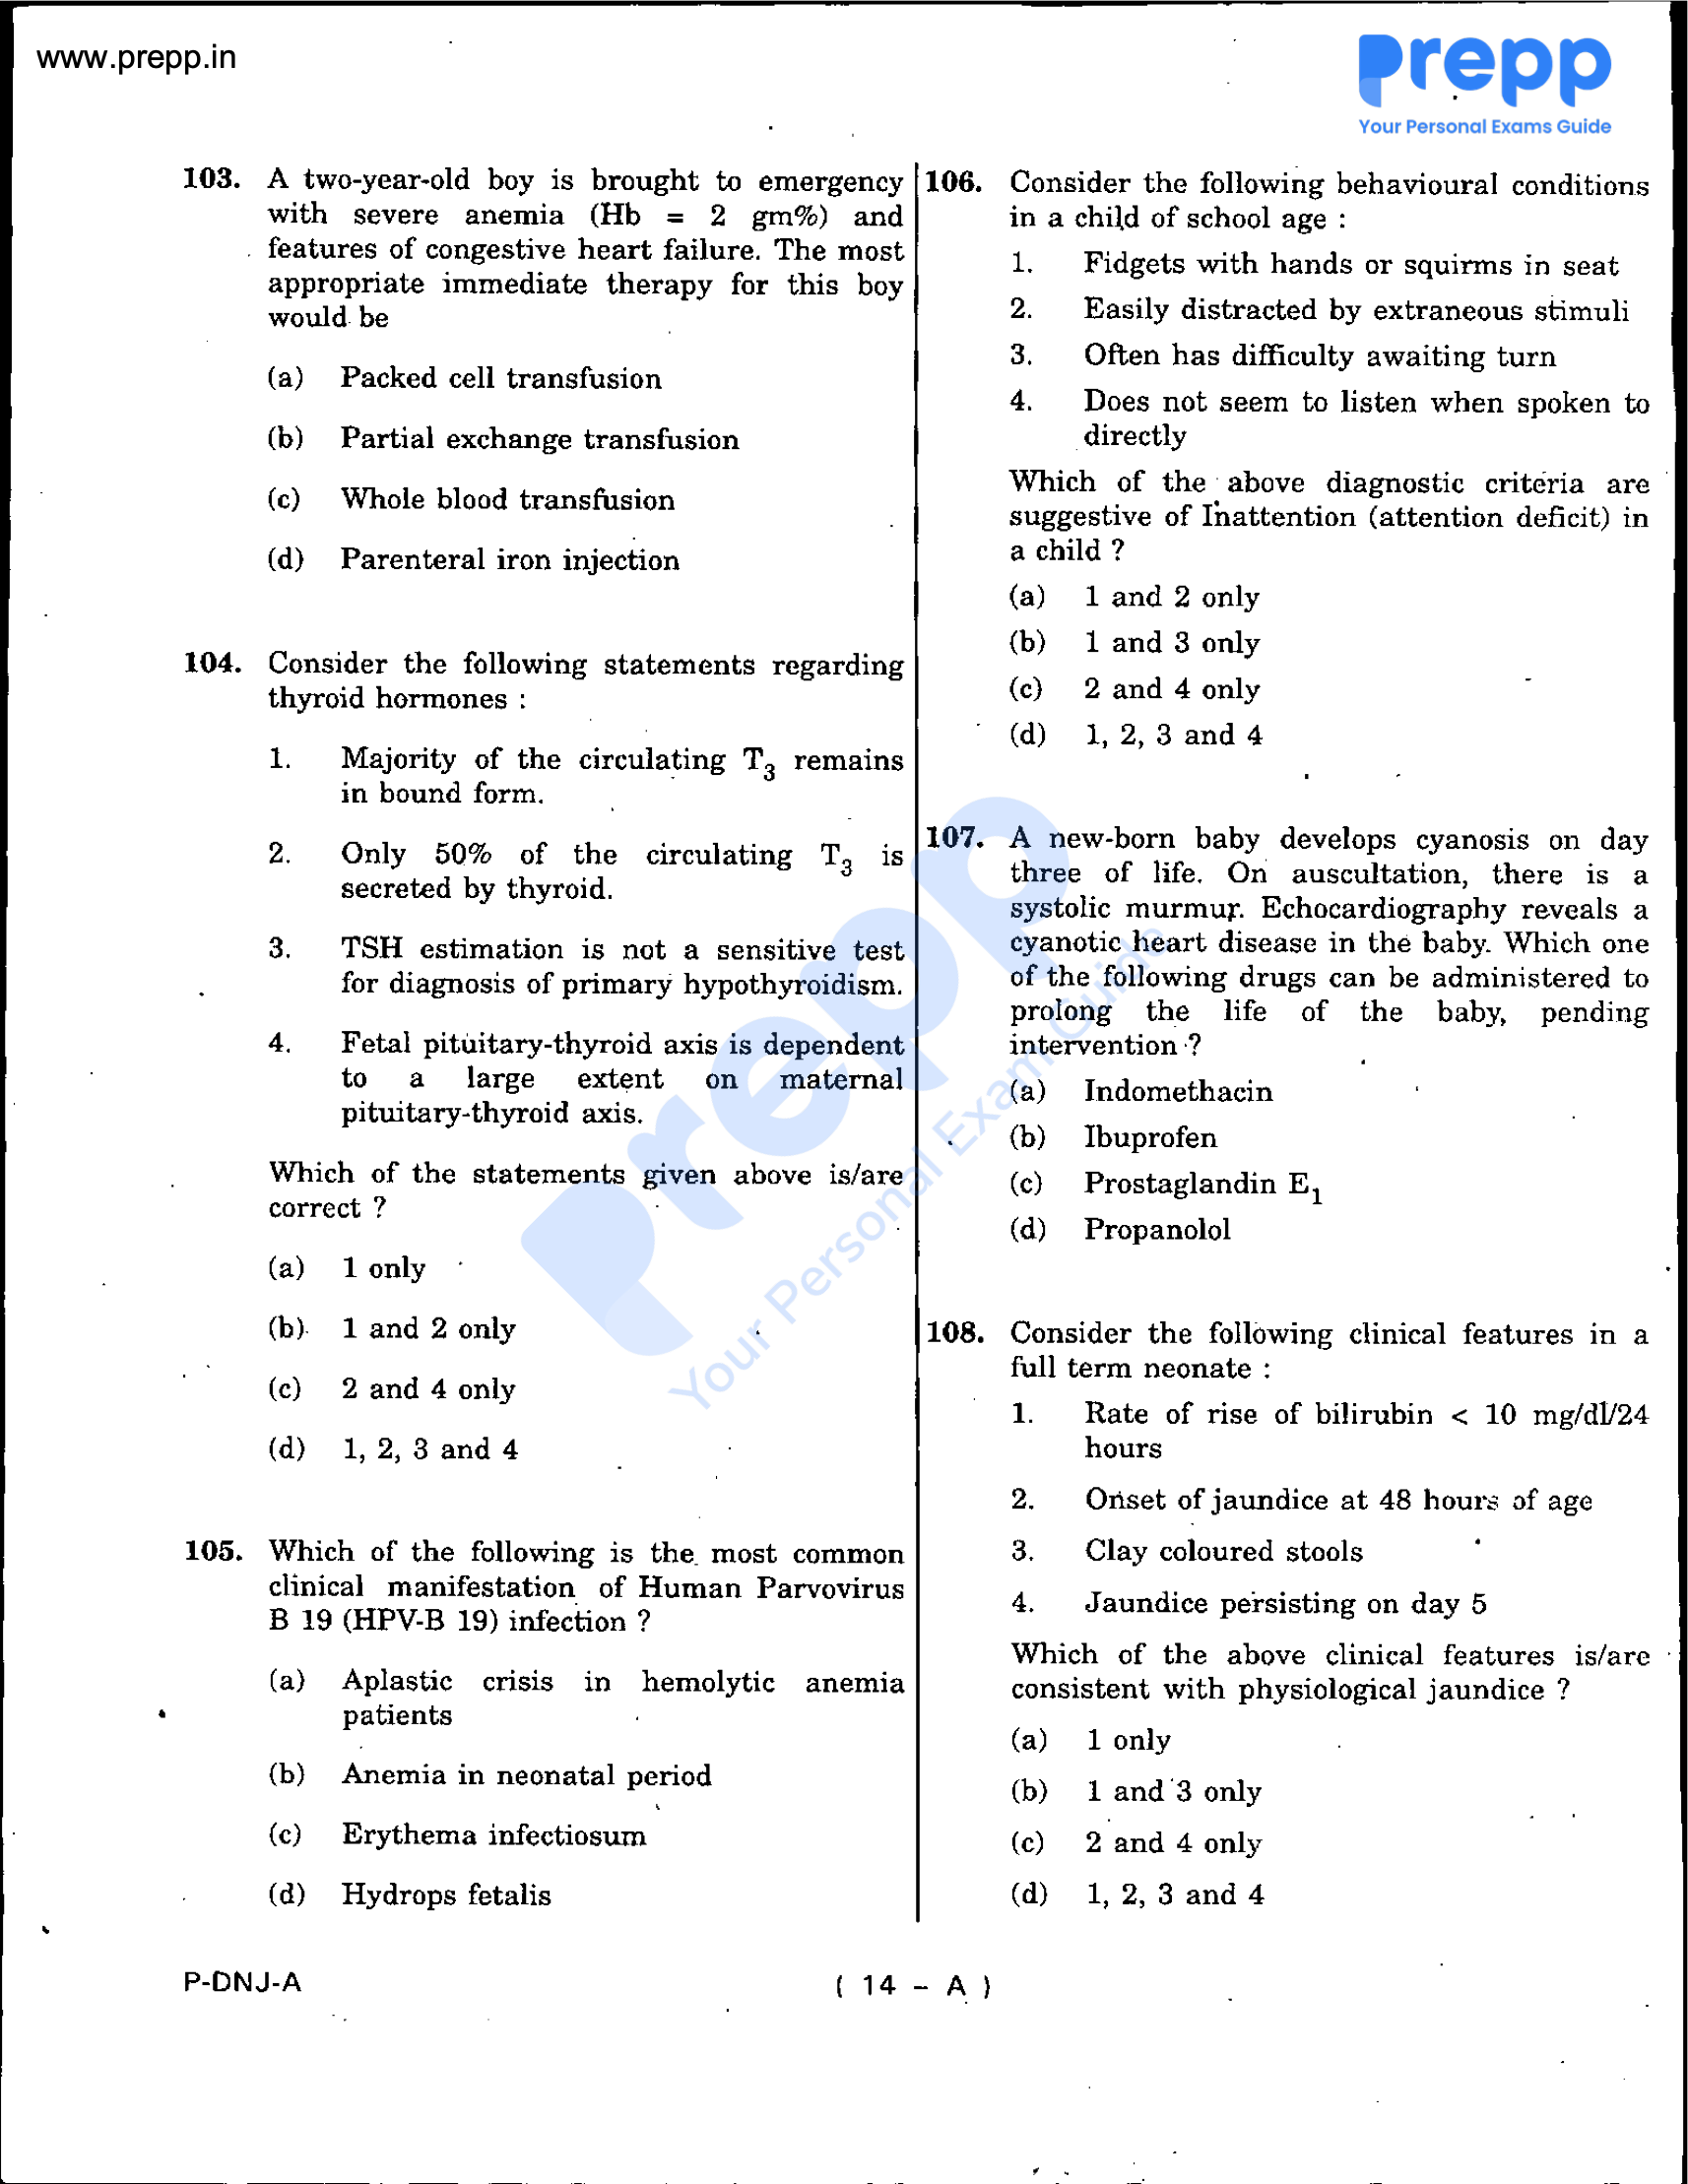 www.prepp.in
prepp
Your Personal Exams Guide
103. A two-year-old boy is brought to emergency
with severe anemia (Hb = 2 gm%) and
features of congestive heart failure. The most
appropriate immediate therapy for this boy
would be
(a) Packed cell transfusion
(b) Partial exchange transfusion
(c) Whole blood transfusion
(d) Parenteral iron injection
104. Consider the following statements regarding
thyroid hormones :
1. Majority of the circulating T₃ remains
in bound form.
2. Only 50% of the circulating T₃ is
secreted by thyroid.
3. TSH estimation is not a sensitive test
for diagnosis of primary hypothyroidism.
4. Fetal pituitary-thyroid axis is dependent
to a large extent on maternal
pituitary-thyroid axis.
Which of the statements given above is/are
correct ?
(a) 1 only
(b) 1 and 2 only
(c) 2 and 4 only
(d) 1, 2, 3 and 4
105. Which of the following is the most common
clinical manifestation of Human Parvovirus
B 19 (HPV-B 19) infection ?
(a) Aplastic crisis in hemolytic anemia
patients
(b) Anemia in neonatal period
(c) Erythema infectiosum
(d) Hydrops fetalis
106. Consider the following behavioural conditions
in a child of school age :
1. Fidgets with hands or squirms in seat
2. Easily distracted by extraneous stimuli
3. Often has difficulty awaiting turn
4. Does not seem to listen when spoken to
directly
Which of the above diagnostic criteria are
suggestive of Inattention (attention deficit) in
a child ?
(a) 1 and 2 only
(b) 1 and 3 only
(c) 2 and 4 only
(d) 1, 2, 3 and 4
107. A new-born baby develops cyanosis on day
three of life. On auscultation, there is a
systolic murmur. Echocardiography reveals a
cyanotic heart disease in the baby. Which one
of the following drugs can be administered to
prolong the life of the baby, pending
intervention ?
(a) Indomethacin
(b) Ibuprofen
(c) Prostaglandin E₁
(d) Propanolol
108. Consider the following clinical features in a
full term neonate :
1. Rate of rise of bilirubin < 10 mg/dl/24
hours
2. Onset of jaundice at 48 hours of age
3. Clay coloured stools
4. Jaundice persisting on day 5
Which of the above clinical features is/are
consistent with physiological jaundice ?
(a) 1 only
(b) 1 and 3 only
(c) 2 and 4 only
(d) 1, 2, 3 and 4
prepp
Your Personal Exam Guide
P-DNJ-A
( 14 – A )